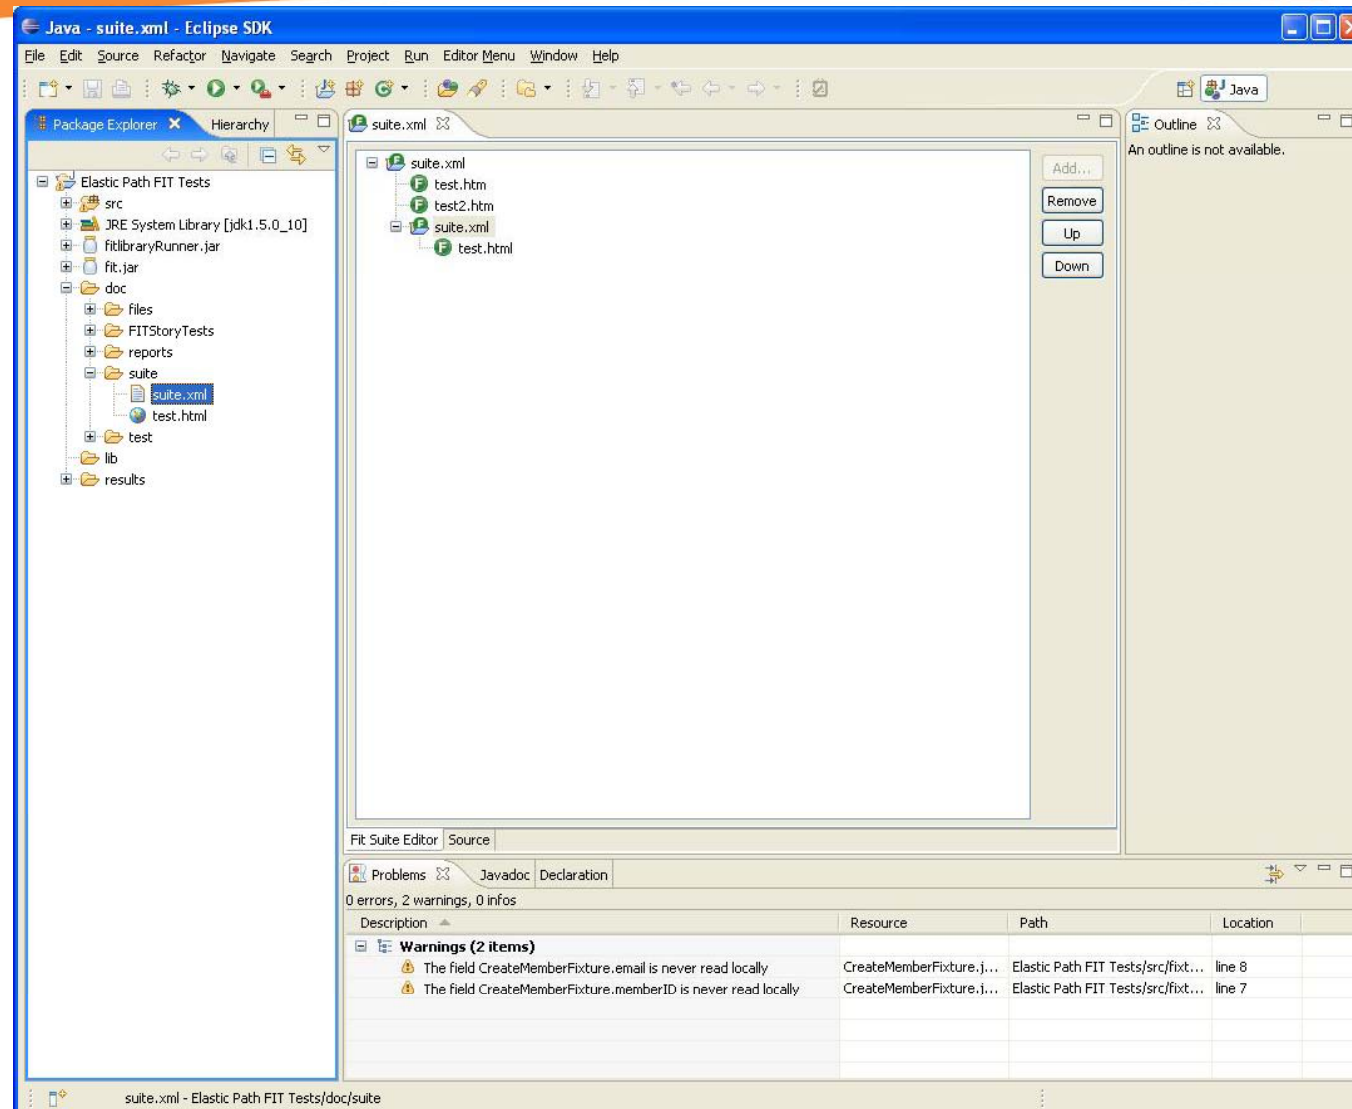 Java - suite.xml - Eclipse SDK
File Edit Source Refactor Navigate Search Project Run Editor Menu Window Help
Java
Package Explorer Hierarchy
Elastic Path FIT Tests
src
JRE System Library [jdk1.5.0_10]
fitlibraryRunner.jar
fit.jar
doc
files
FITStoryTests
reports
suite
suite.xml
test.html
test
lib
results
suite.xml
suite.xml
test.htm
test2.htm
suite.xml
test.html
Add...
Remove
Up
Down
Fit Suite Editor Source
Outline
An outline is not available.
Problems Javadoc Declaration
0 errors, 2 warnings, 0 infos
Description Resource Path Location
Warnings (2 items)
The field CreateMemberFixture.email is never read locally CreateMemberFixture.j... Elastic Path FIT Tests/src/fixt... line 8
The field CreateMemberFixture.memberID is never read locally CreateMemberFixture.j... Elastic Path FIT Tests/src/fixt... line 7
suite.xml - Elastic Path FIT Tests/doc/suite